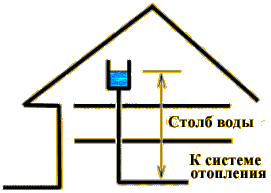 Столб воды
К системе
отопления